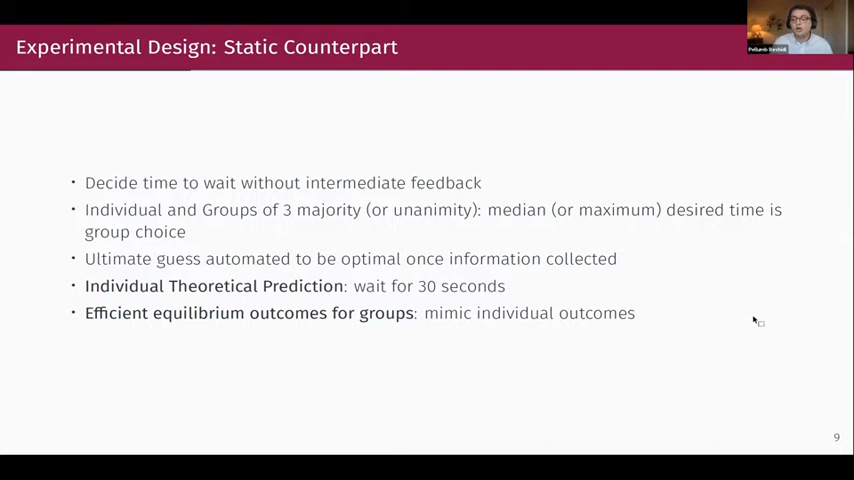 Experimental Design: Static Counterpart
• Decide time to wait without intermediate feedback
• Individual and Groups of 3 majority (or unanimity): median (or maximum) desired time is
group choice
• Ultimate guess automated to be optimal once information collected
• Individual Theoretical Prediction: wait for 30 seconds
• Efficient equilibrium outcomes for groups: mimic individual outcomes
9